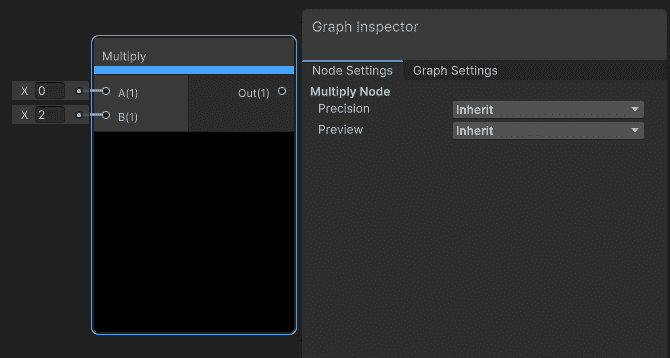 Graph Inspector
Multiply
Node Settings Graph Settings
X 0 A(1) Out(1)
X 2 B(1)
Multiply Node
Precision Inherit
Preview Inherit